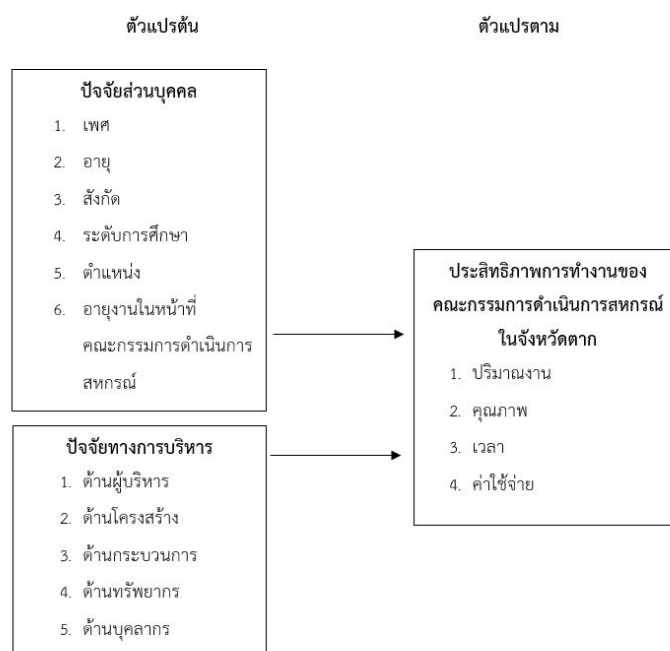 ตัวแปรต้น
ตัวแปรตาม
ปัจจัยส่วนบุคคล
1. เพศ
2. อายุ
3. สังกัด
4. ระดับการศึกษา
5. ตำแหน่ง
6. อายุงานในหน้าที่
คณะกรรมการดำเนินการ
สหกรณ์
ปัจจัยทางการบริหาร
1. ด้านผู้บริหาร
2. ด้านโครงสร้าง
3. ด้านกระบวนการ
4. ด้านทรัพยากร
5. ด้านบุคลากร
ประสิทธิภาพการทำงานของ
คณะกรรมการดำเนินการสหกรณ์
ในจังหวัดตาก
1. ปริมาณงาน
2. คุณภาพ
3. เวลา
4. ค่าใช้จ่าย